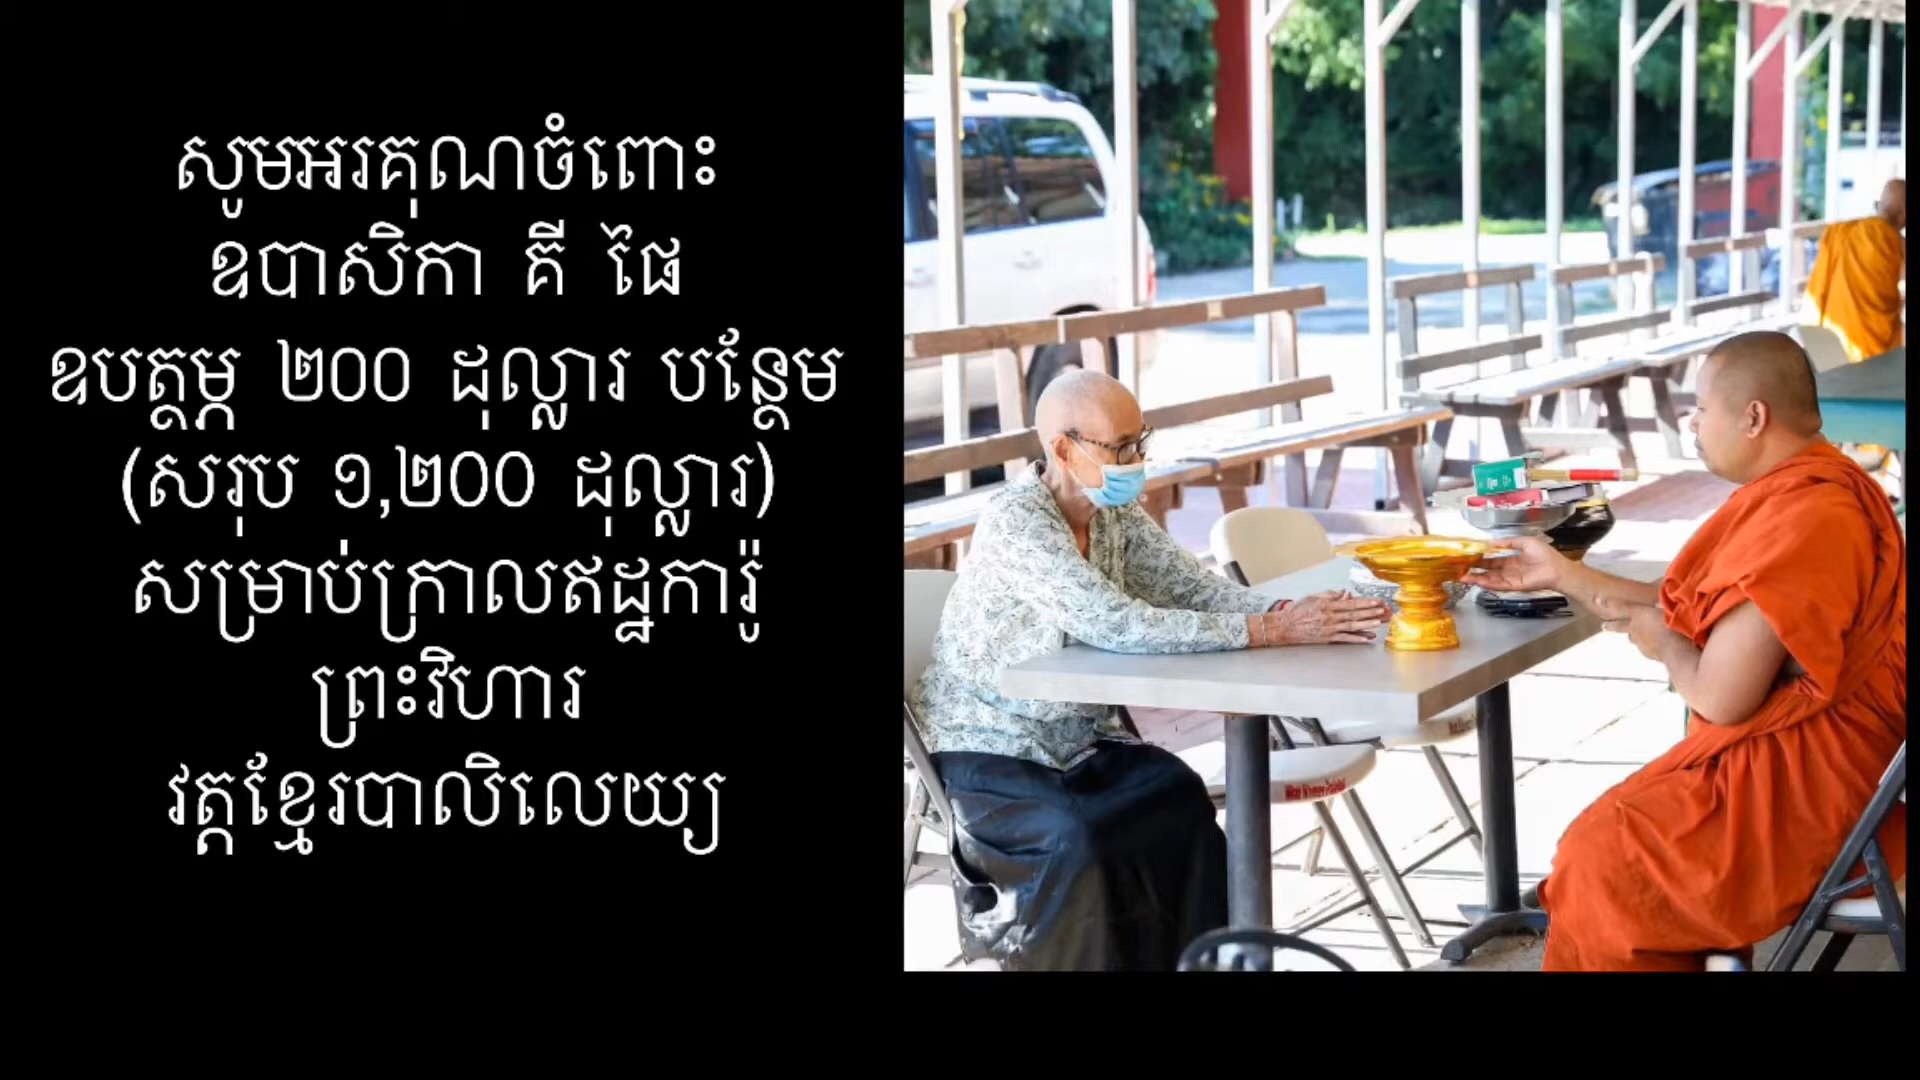 សូមអរគុណចំពោះ
ឧបាសិកា គី ផៃ
ឧបត្ថម្ភ ២០០ ដុល្លារ បន្ថែម
(សរុប ១,២០០ ដុល្លារ)
សម្រាប់ក្រាលឥដ្ឋការ៉ូ
ព្រះវិហារ
វត្តខ្មែរបាលិលេយ្យ